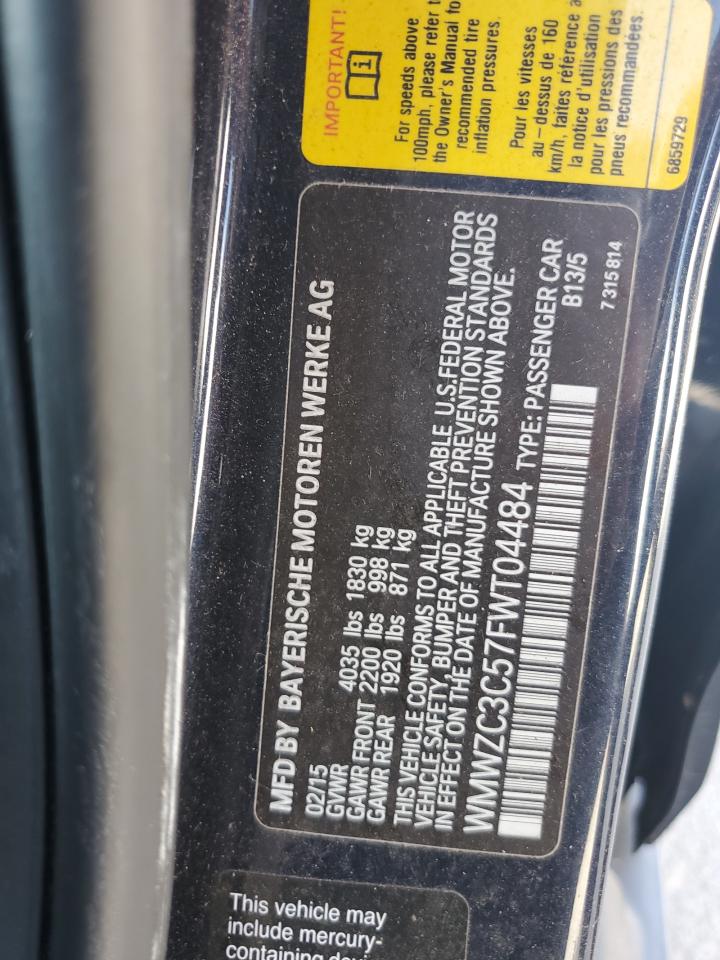 IMPORTANT!
For speeds above
100mph, please refer t
the Owner's Manual fo
recommended tire
inflation pressures.
Pour les vitesses
au-dessus de 160
km/h, faites référence a
la notice d'utilisation
pour les pressions des
pneus recommandées.
6859729
MFD BY BAYERISCHE MOTOREN WERKE AG
02/15
GVWR 4035 lbs 1830 kg
GAWR FRONT 2200 lbs 998 kg
GAWR REAR 1920 lbs 871 kg
THIS VEHICLE CONFORMS TO ALL APPLICABLE U.S.FEDERAL MOTOR
VEHICLE SAFETY, BUMPER AND THEFT PREVENTION STANDARDS
IN EFFECT ON THE DATE OF MANUFACTURE SHOWN ABOVE.
WMWZC3C57FWT04484 TYPE: PASSENGER CAR
B13/5
7 315 814
This vehicle may
include mercury-
containing